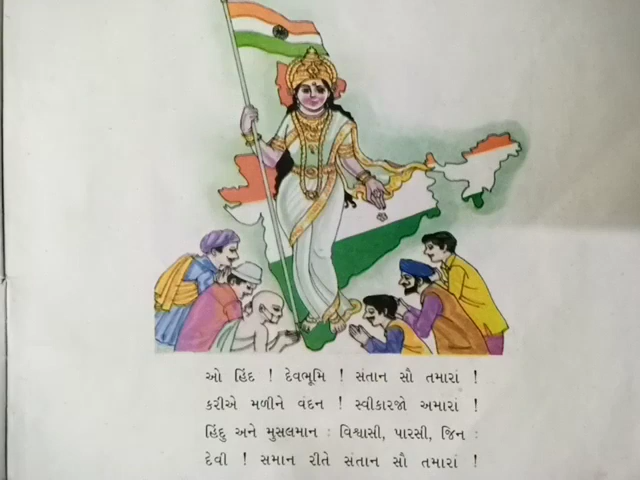 ઓ હિંદ ! દેવભૂમિ ! સંતાન સૌ તમારાં !
કરીએ મળીને વંદન ! સ્વીકારજો અમારાં !
હિંદુ અને મુસલમાન : વિશ્વાસી, પારસી, જિન :
દેવી ! સમાન રીતે સંતાન સૌ તમારાં !